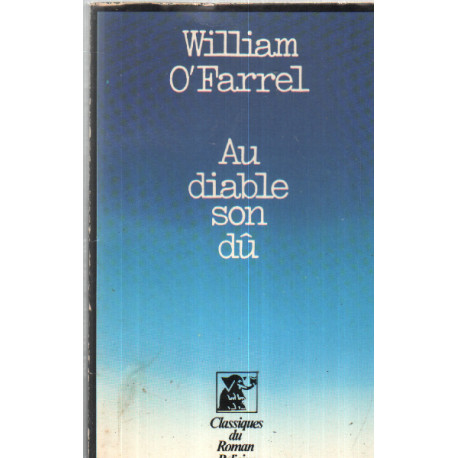 William
O'Farrel
Au
diable
son
dû
Classiques
du
Roman